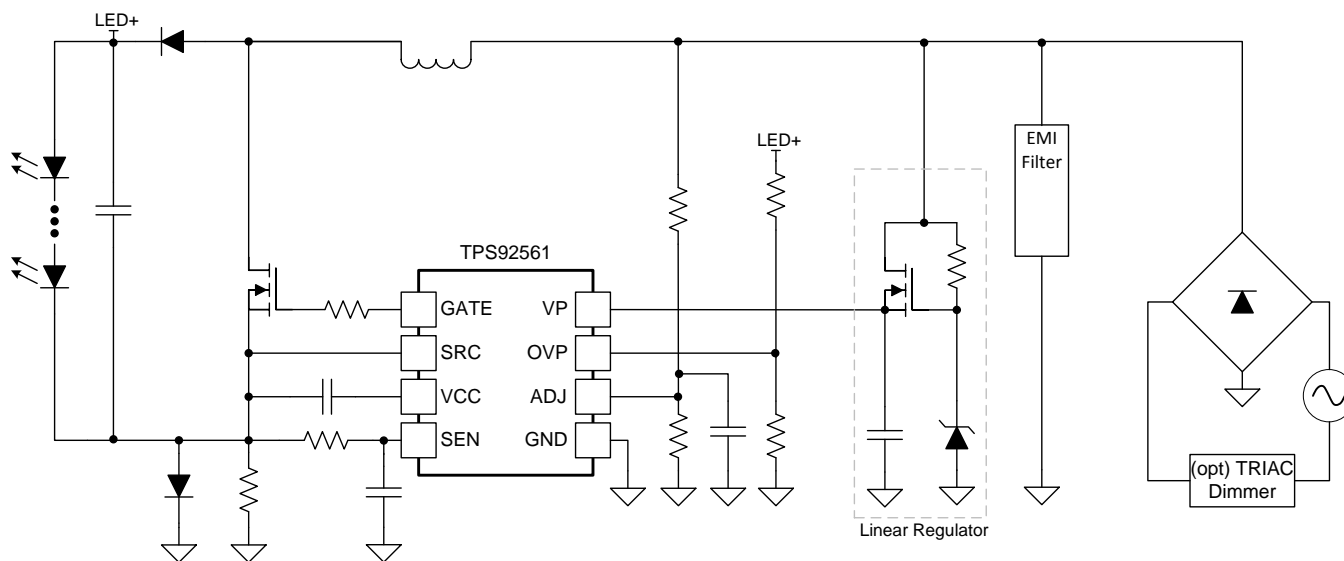 LED+
LED+
EMI
Filter
TPS92561
GATE
VP
SRC
OVP
VCC
ADJ
SEN
GND
(opt) TRIAC
Dimmer
Linear Regulator